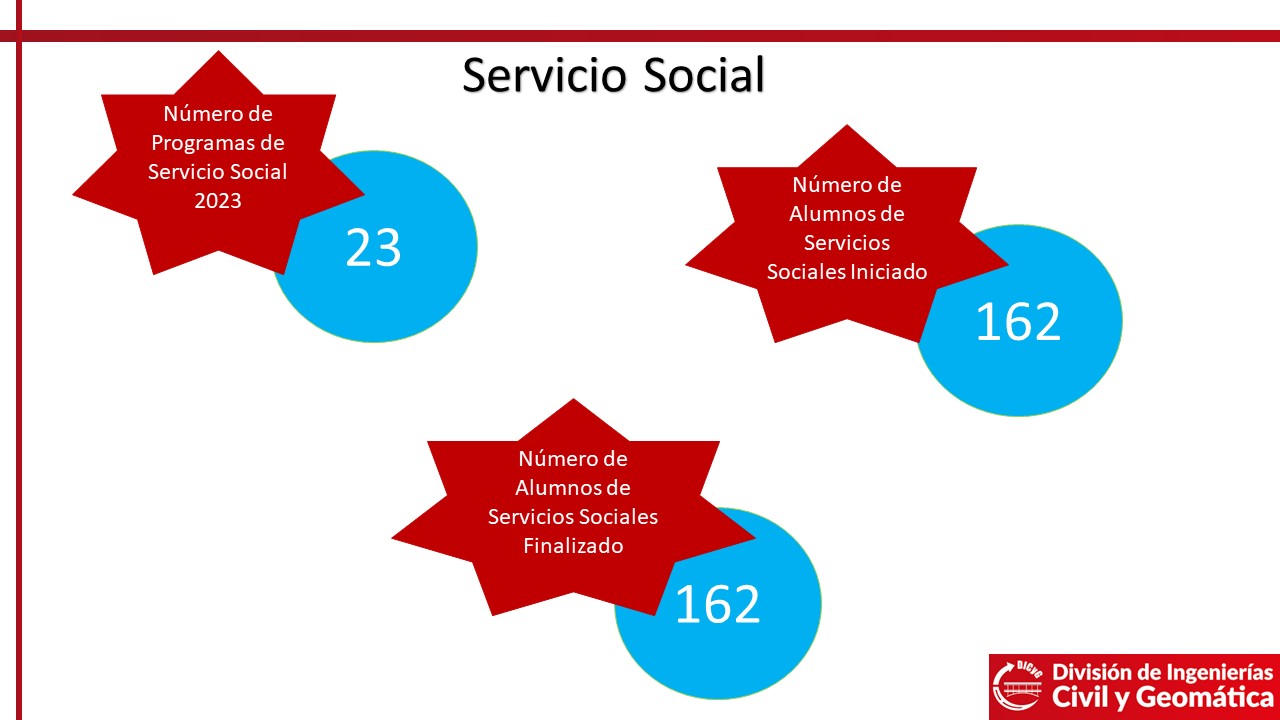 Servicio Social
Número de
Programas de
Servicio Social
2023
23
Número de
Alumnos de
Servicios
Sociales Iniciado
162
Número de
Alumnos de
Servicios Sociales
Finalizado
162
DICyG
División de Ingenierías
Civil y Geomática